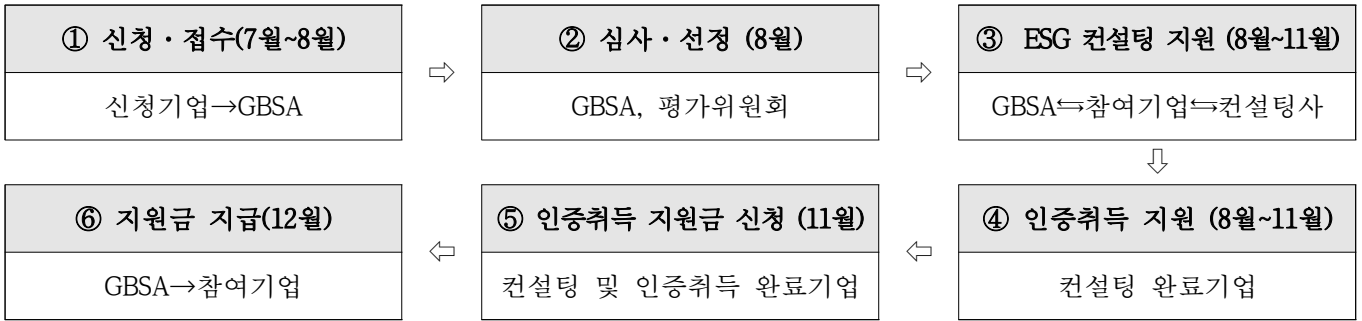 ① 신청・접수(7월~8월)
신청기업→GBSA
⇨
② 심사・선정 (8월)
GBSA, 평가위원회
⇨
③ ESG 컨설팅 지원 (8월~11월)
GBSA⇆참여기업⇆컨설팅사
⇩
④ 인증취득 지원 (8월~11월)
컨설팅 완료기업
⇦
⑤ 인증취득 지원금 신청 (11월)
컨설팅 및 인증취득 완료기업
⇦
⑥ 지원금 지급(12월)
GBSA→참여기업